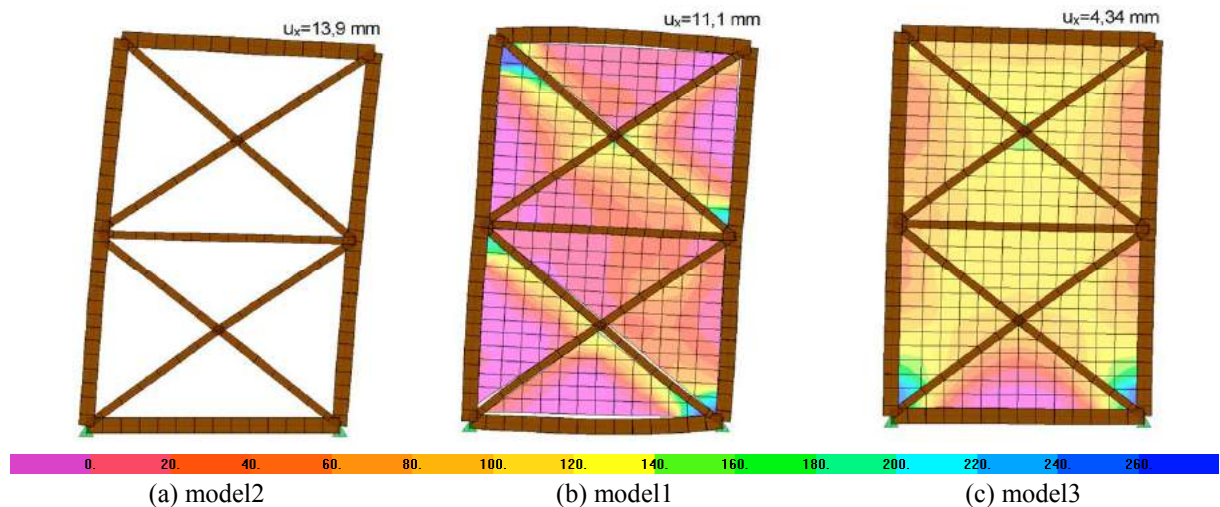 uₓ=13,9 mm
uₓ=11,1 mm
uₓ=4,34 mm
0. 20. 40. 60. 80. 100. 120. 140. 160. 180. 200. 220. 240. 260.
(a) model2
(b) model1
(c) model3